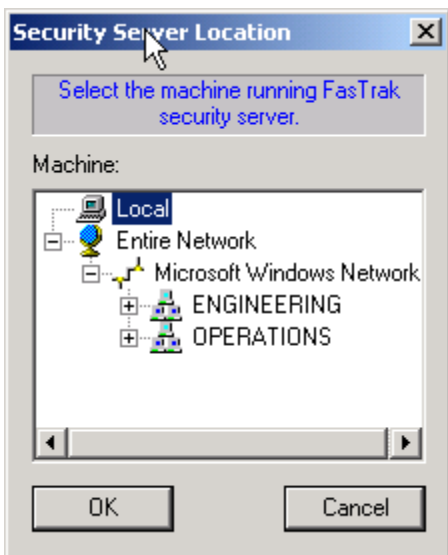 Security Server Location
Select the machine running FasTrak
security server.
Machine:
Local
Entire Network
Microsoft Windows Network
ENGINEERING
OPERATIONS
OK
Cancel